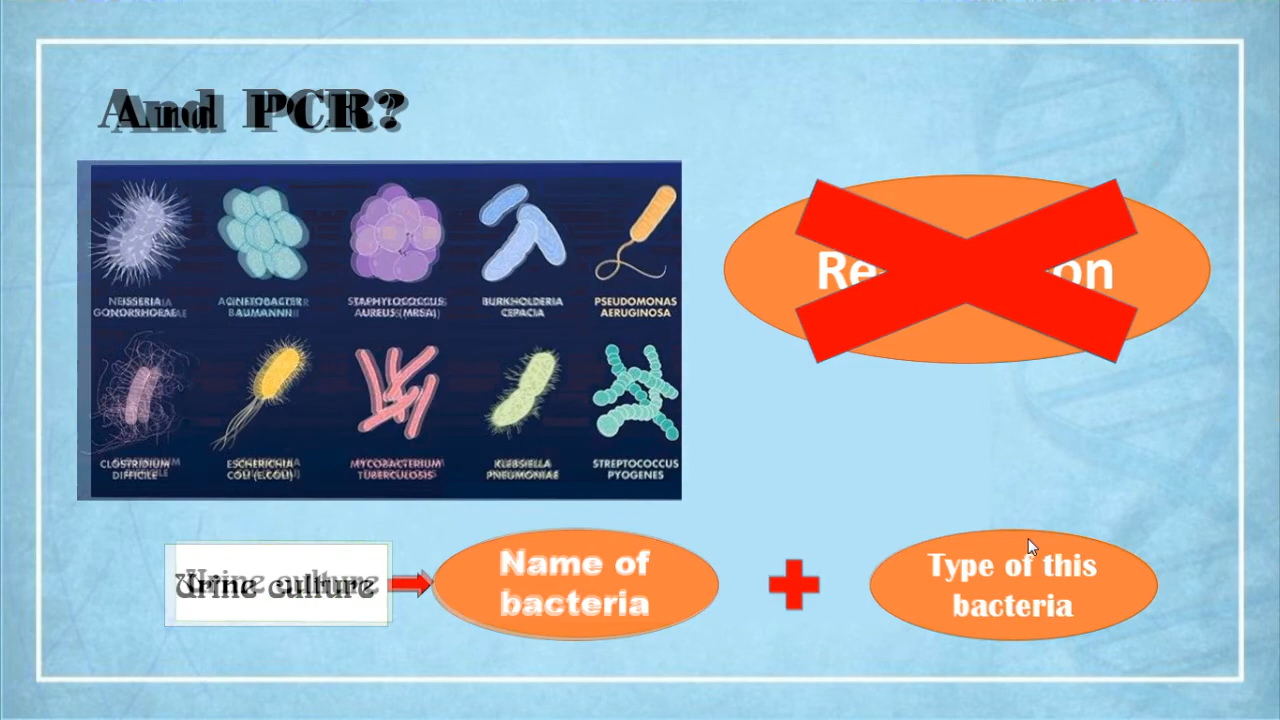 And PCR?
NEISSERIA
GONORRHOEAE
ACINETOBACTER
BAUMANNII
STAPHYLOCOCCUS
AUREUS (MRSA)
BURKHOLDERIA
CEPACIA
PSEUDOMONAS
AERUGINOSA
CLOSTRIDIUM
DIFFICILE
ESCHERICHIA
COLI (E.COLI)
MYCOBACTERIUM
TUBERCULOSIS
KLEBSIELLA
PNEUMONIAE
STREPTOCOCCUS
PYOGENES
Urine culture
Name of
bacteria
Type of this
bacteria